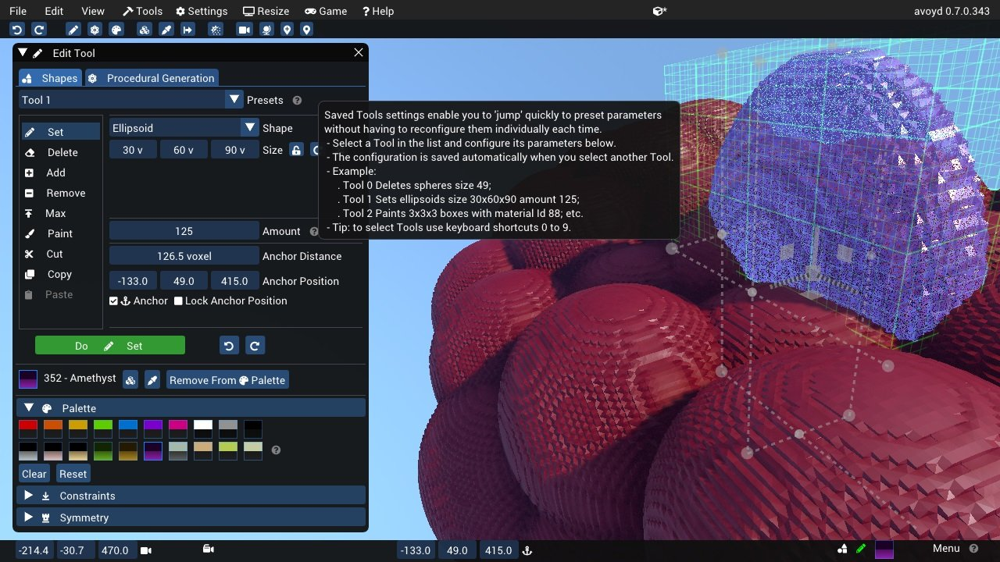 File Edit View Tools Settings Resize Game ? Help avoyd 0.7.0.343
Edit Tool
Shapes Procedural Generation
Tool 1 Presets ?
Set
Delete
Add
Remove
Max
Paint
Cut
Copy
Paste
Ellipsoid Shape
30 v 60 v 90 v Size
125 Amount ?
126.5 voxel Anchor Distance
-133.0 49.0 415.0 Anchor Position
Anchor Lock Anchor Position
Saved Tools settings enable you to 'jump' quickly to preset parameters
without having to reconfigure them individually each time.
- Select a Tool in the list and configure its parameters below.
- The configuration is saved automatically when you select another Tool.
- Example:
. Tool 0 Deletes spheres size 49;
. Tool 1 Sets ellipsoids size 30x60x90 amount 125;
. Tool 2 Paints 3x3x3 boxes with material Id 88; etc.
- Tip: to select Tools use keyboard shortcuts 0 to 9.
Do Set
352 - Amethyst Remove From Palette
Palette
?
Clear Reset
Constraints
Symmetry
-214.4 -30.7 470.0 -133.0 49.0 415.0 Menu ?